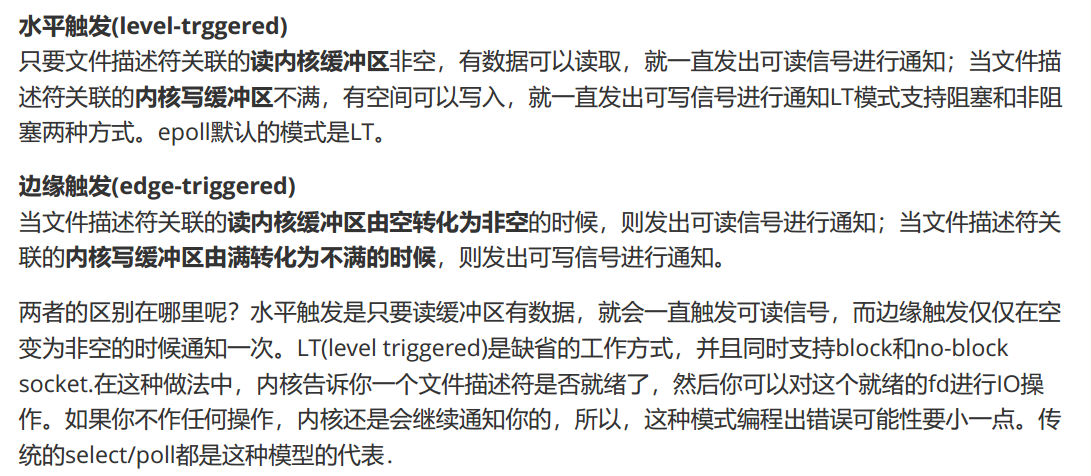 水平触发(level-trggered)
只要文件描述符关联的读内核缓冲区非空，有数据可以读取，就一直发出可读信号进行通知；当文件描
述符关联的内核写缓冲区不满，有空间可以写入，就一直发出可写信号进行通知LT模式支持阻塞和非阻
塞两种方式。epoll默认的模式是LT。
边缘触发(edge-triggered)
当文件描述符关联的读内核缓冲区由空转化为非空的时候，则发出可读信号进行通知；当文件描述符关
联的内核写缓冲区由满转化为不满的时候，则发出可写信号进行通知。
两者的区别在哪里呢？水平触发是只要读缓冲区有数据，就会一直触发可读信号，而边缘触发仅仅在空
变为非空的时候通知一次。LT(level triggered)是缺省的工作方式，并且同时支持block和no-block
socket.在这种做法中，内核告诉你一个文件描述符是否就绪了，然后你可以对这个就绪的fd进行IO操
作。如果你不作任何操作，内核还是会继续通知你的，所以，这种模式编程出错误可能性要小一点。传
统的select/poll都是这种模型的代表．